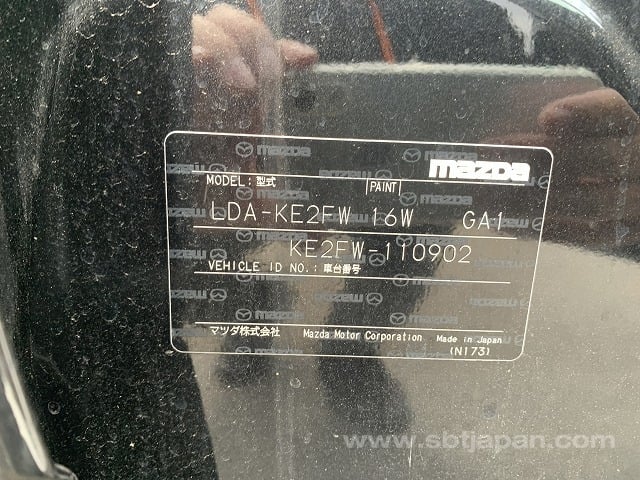 mazda
MODEL: 型式 PAINT
LDA-KE2FW 16W GA1
KE2FW-110902
VEHICLE ID NO.: 車台番号
マツダ株式会社 Mazda Motor Corporation Made in Japan
(N173)
www.sbtjapan.com